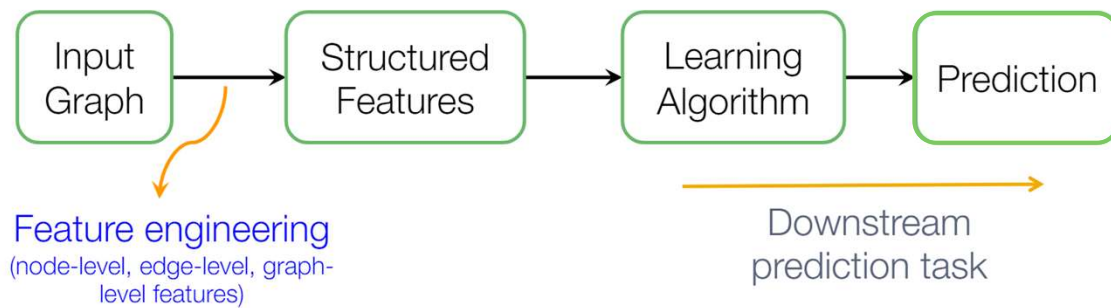 Input
Graph
Structured
Features
Learning
Algorithm
Prediction
Feature engineering
(node-level, edge-level, graph-
level features)
Downstream
prediction task